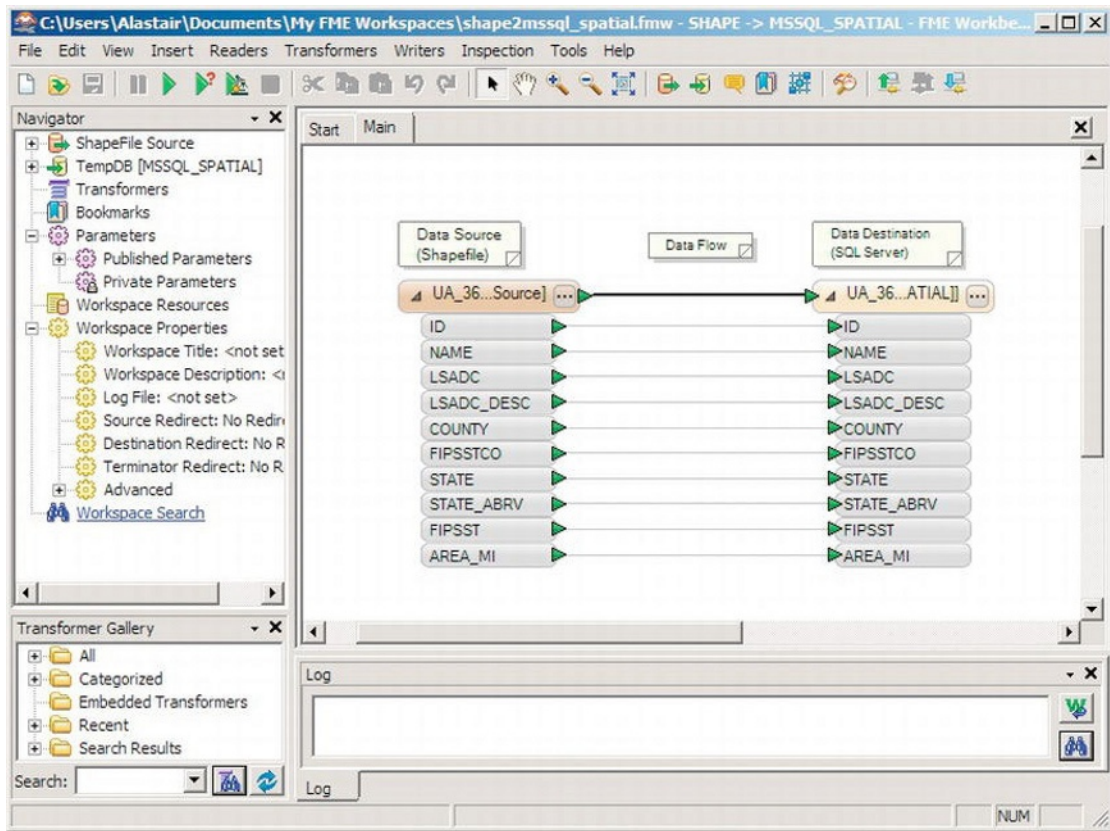 C:\Users\Alastair\Documents\My FME Workspaces\shape2mssql_spatial.fmw - SHAPE -> MSSQL_SPATIAL - FME Workbe...
File Edit View Insert Readers Transformers Writers Inspection Tools Help
Navigator
ShapeFile Source
TempDB [MSSQL_SPATIAL]
Transformers
Bookmarks
Parameters
Published Parameters
Private Parameters
Workspace Resources
Workspace Properties
Workspace Title: <not set
Workspace Description: <
Log File: <not set>
Source Redirect: No Redire
Destination Redirect: No R
Terminator Redirect: No R
Advanced
Workspace Search
Transformer Gallery
All
Categorized
Embedded Transformers
Recent
Search Results
Search:
Start Main
Data Source
(Shapefile)
Data Flow
Data Destination
(SQL Server)
UA_36...Source] ...
UA_36...ATIAL]] ...
ID ID
NAME NAME
LSADC LSADC
LSADC_DESC LSADC_DESC
COUNTY COUNTY
FIPSSTCO FIPSSTCO
STATE STATE
STATE_ABRV STATE_ABRV
FIPSST FIPSST
AREA_MI AREA_MI
Log
Log
NUM